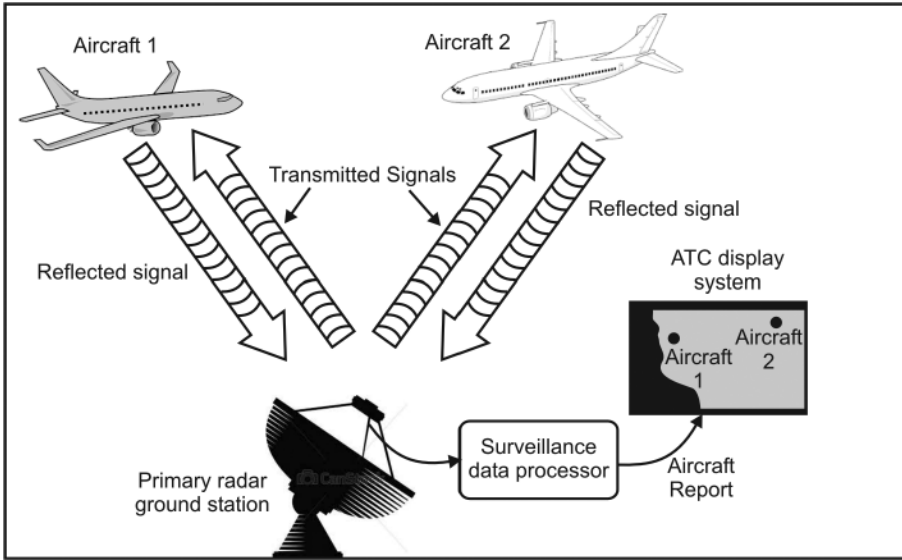 Aircraft 1
Aircraft 2
Transmitted Signals
Reflected signal
Reflected signal
ATC display
system
Aircraft
1
Aircraft
2
Primary radar
ground station
Surveillance
data processor
Aircraft
Report